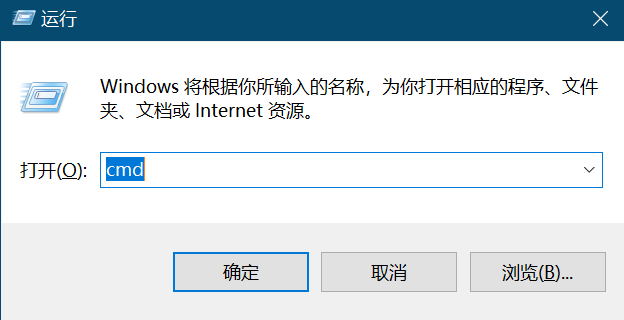 运行
Windows 将根据你所输入的名称，为你打开相应的程序、文件
夹、文档或 Internet 资源。
打开(O):
cmd
确定
取消
浏览(B)...